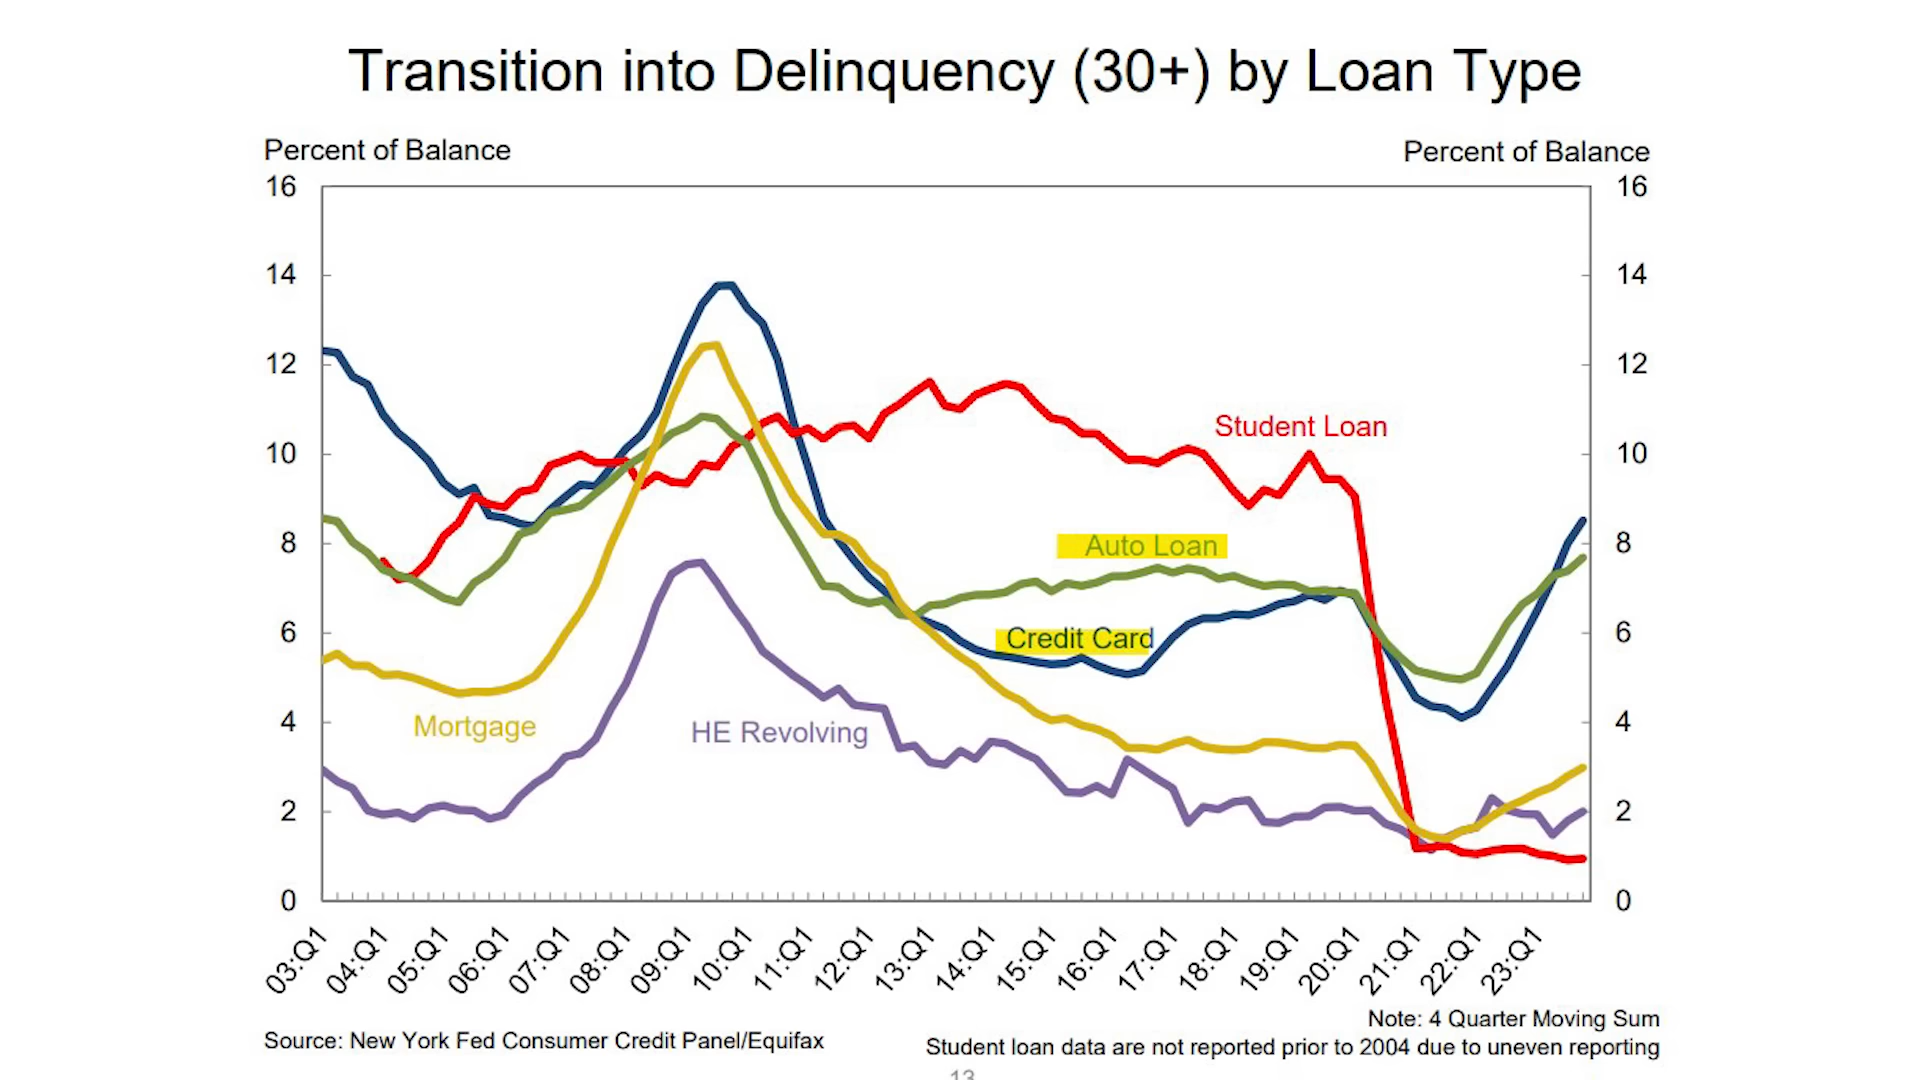 Transition into Delinquency (30+) by Loan Type
Percent of Balance
Percent of Balance
16
14
12
10
8
6
4
2
0
16
14
12
10
8
6
4
2
0
Student Loan
Auto Loan
Credit Card
Mortgage
HE Revolving
03:Q1
04:Q1
05:Q1
06:Q1
07:Q1
08:Q1
09:Q1
10:Q1
11:Q1
12:Q1
13:Q1
14:Q1
15:Q1
16:Q1
17:Q1
18:Q1
19:Q1
20:Q1
21:Q1
22:Q1
23:Q1
Note: 4 Quarter Moving Sum
Source: New York Fed Consumer Credit Panel/Equifax
Student loan data are not reported prior to 2004 due to uneven reporting
13